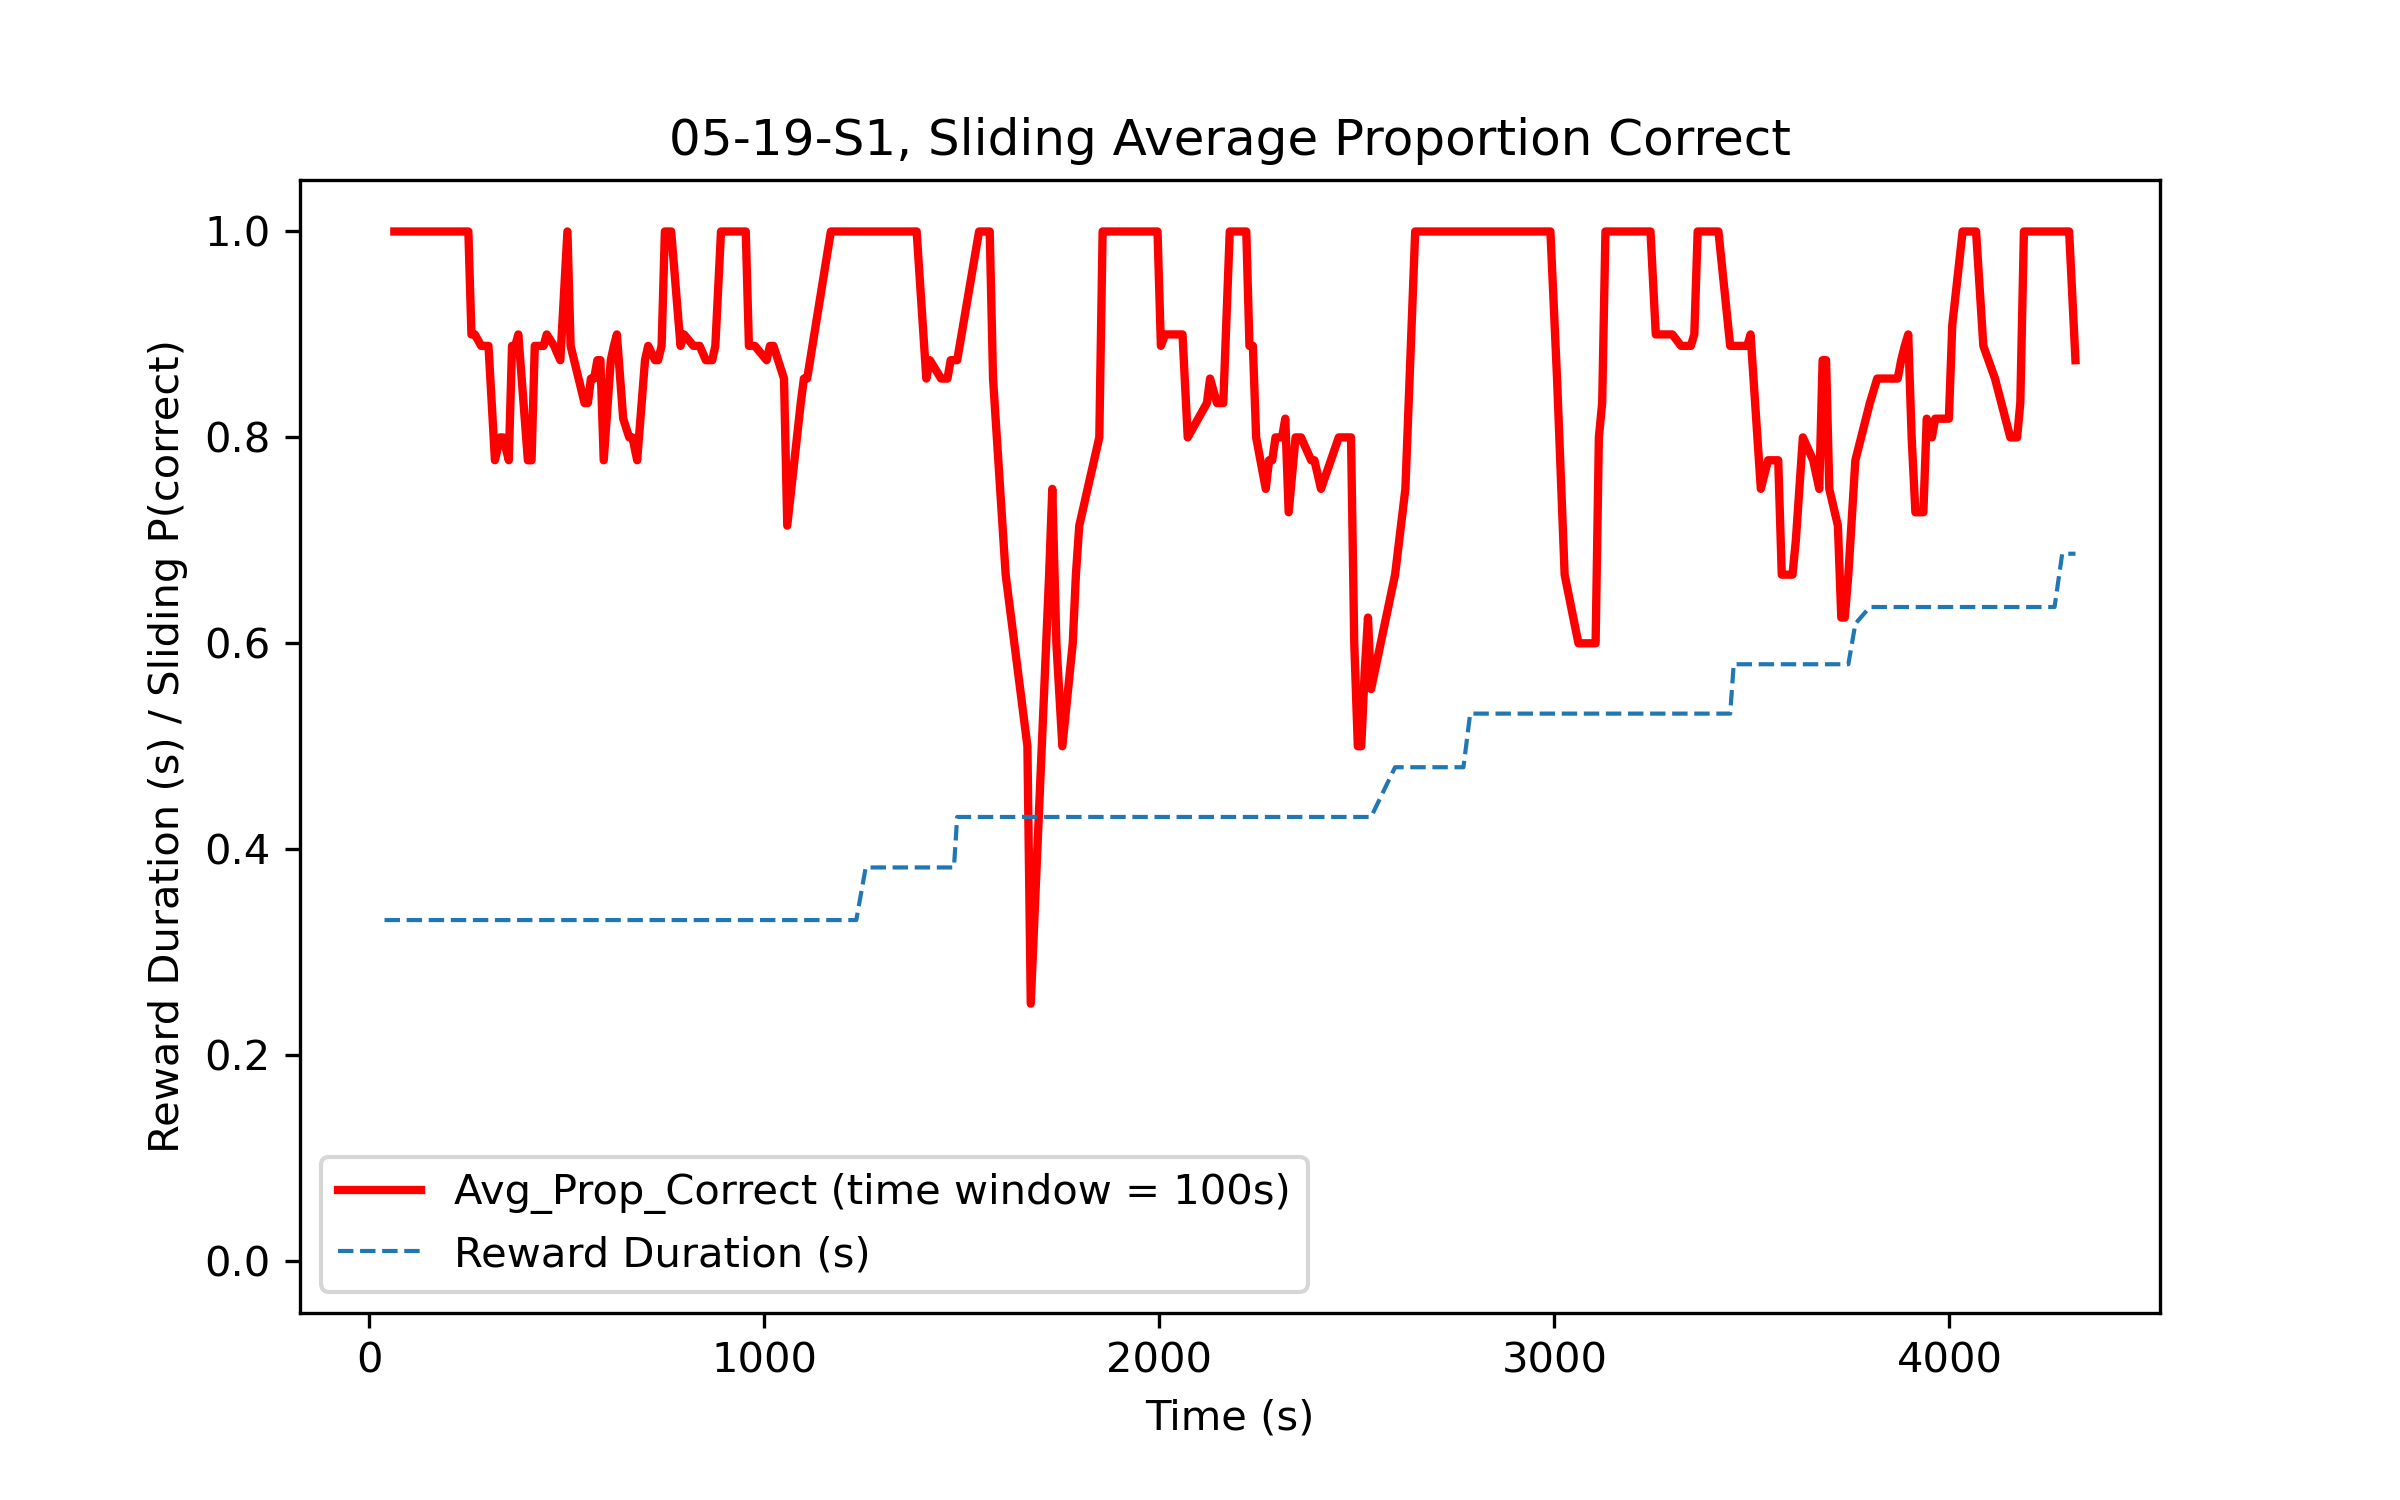 05-19-S1, Sliding Average Proportion Correct
Reward Duration (s) / Sliding P(correct)
1.0
0.8
0.6
0.4
0.2
0.0
Avg_Prop_Correct (time window = 100s)
Reward Duration (s)
0 1000 2000 3000 4000
Time (s)